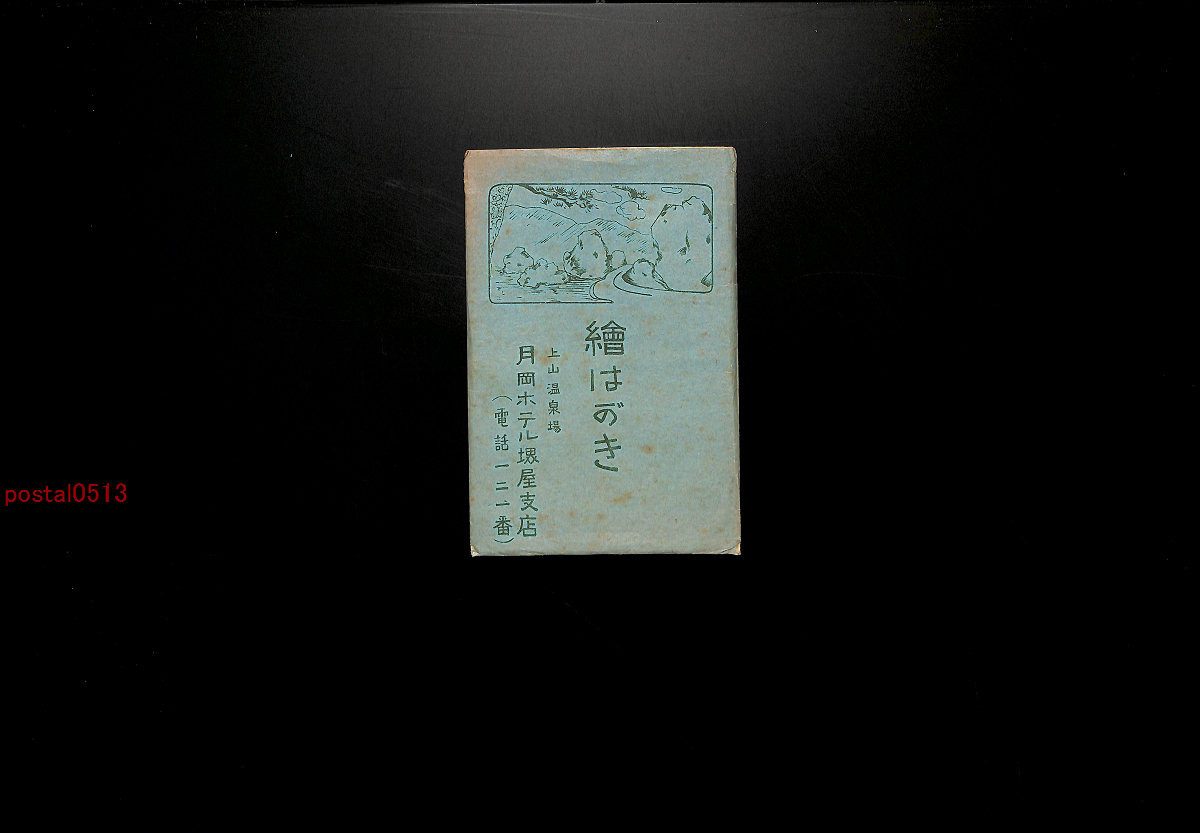 繪はがき
上山温泉場
月岡ホテル堺屋支店
（電話一二一番）
postal0513